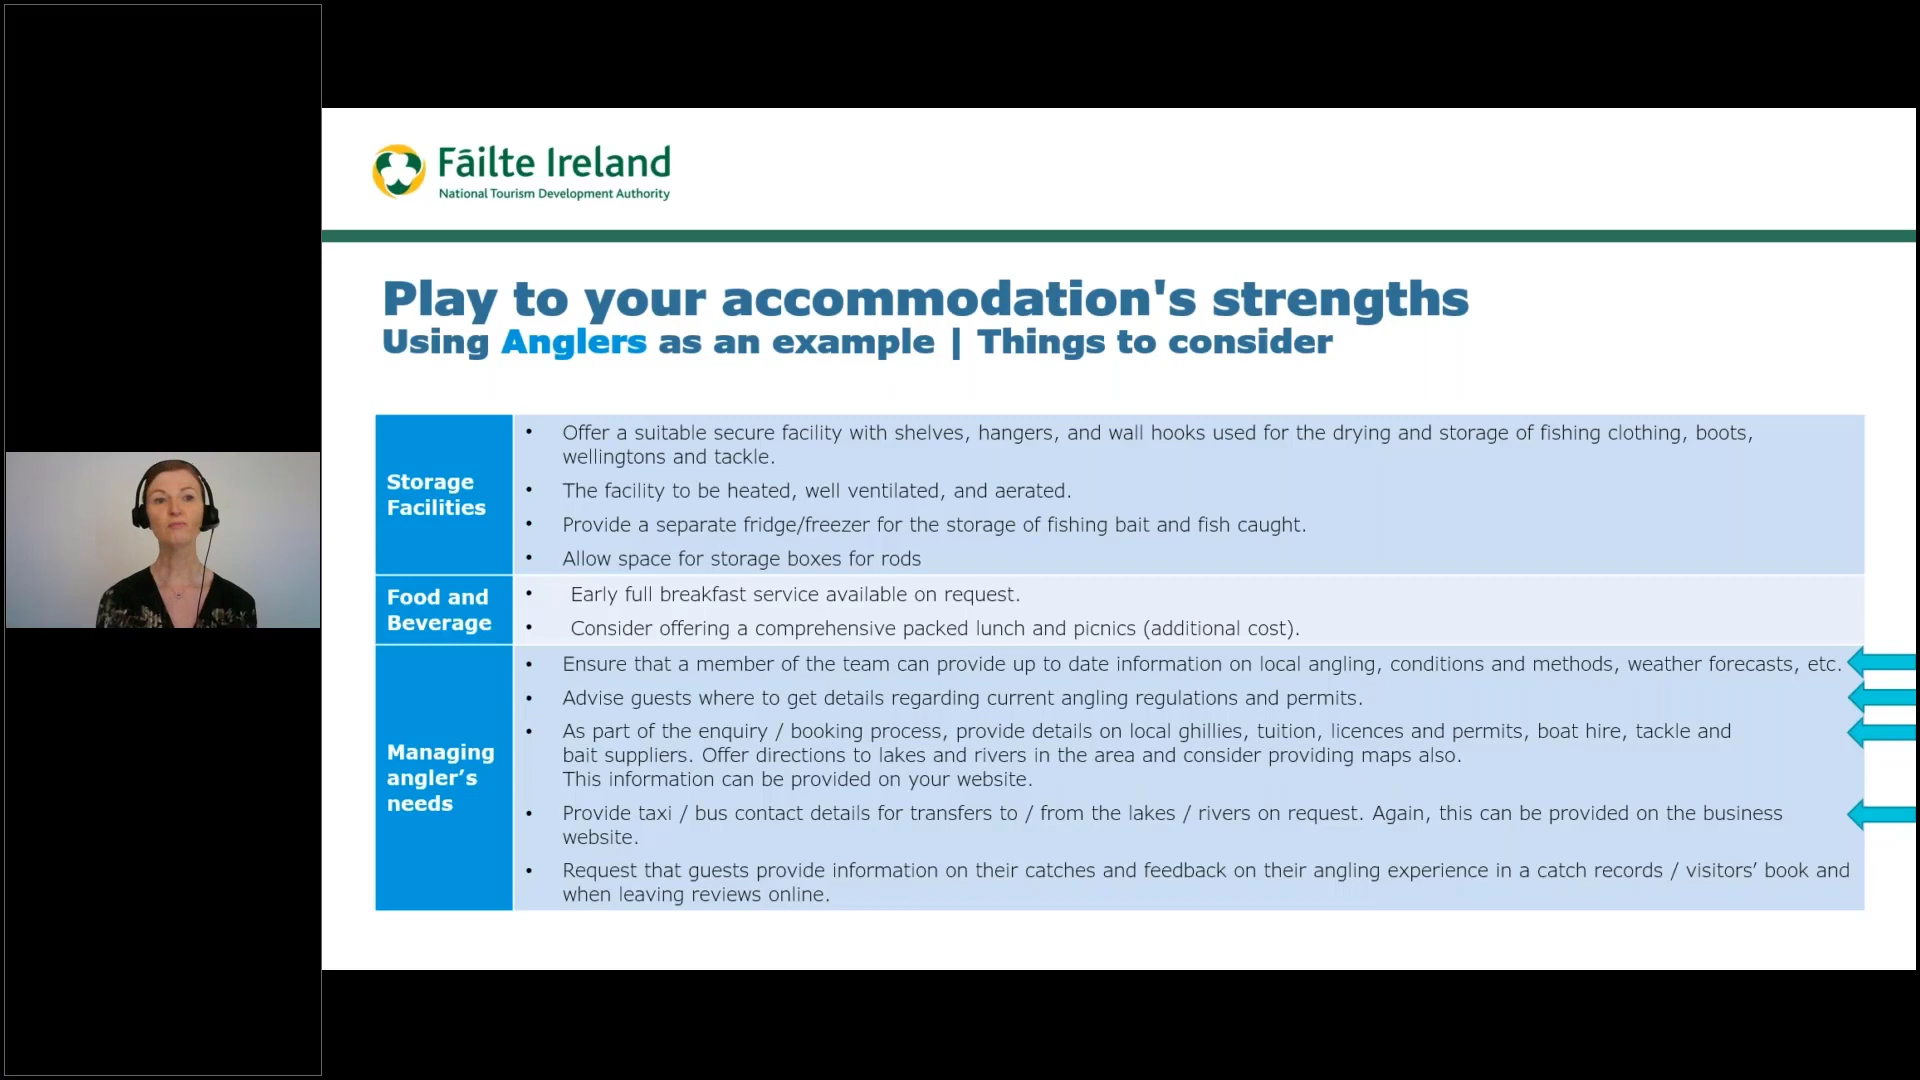 Fáilte Ireland
National Tourism Development Authority
Play to your accommodation's strengths
Using Anglers as an example | Things to consider
Storage
Facilities
• Offer a suitable secure facility with shelves, hangers, and wall hooks used for the drying and storage of fishing clothing, boots,
wellingtons and tackle.
• The facility to be heated, well ventilated, and aerated.
• Provide a separate fridge/freezer for the storage of fishing bait and fish caught.
• Allow space for storage boxes for rods
Food and
Beverage
• Early full breakfast service available on request.
• Consider offering a comprehensive packed lunch and picnics (additional cost).
Managing
angler’s
needs
• Ensure that a member of the team can provide up to date information on local angling, conditions and methods, weather forecasts, etc.
• Advise guests where to get details regarding current angling regulations and permits.
• As part of the enquiry / booking process, provide details on local ghillies, tuition, licences and permits, boat hire, tackle and
bait suppliers. Offer directions to lakes and rivers in the area and consider providing maps also.
This information can be provided on your website.
• Provide taxi / bus contact details for transfers to / from the lakes / rivers on request. Again, this can be provided on the business
website.
• Request that guests provide information on their catches and feedback on their angling experience in a catch records / visitors’ book and
when leaving reviews online.